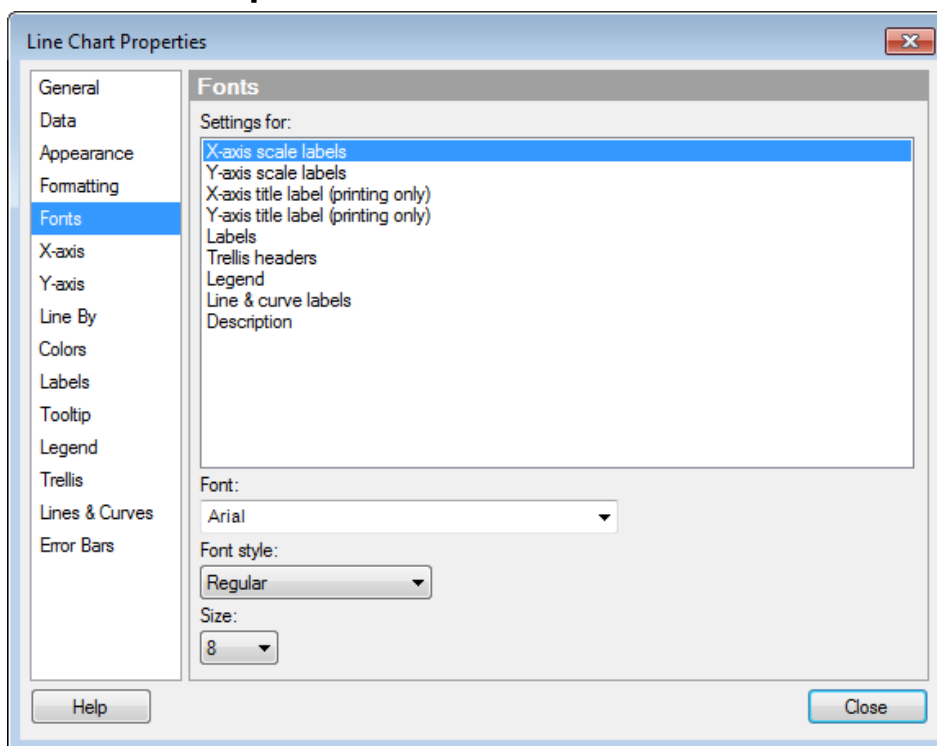 Line Chart Properties
General
Data
Appearance
Formatting
Fonts
X-axis
Y-axis
Line By
Colors
Labels
Tooltip
Legend
Trellis
Lines & Curves
Error Bars
Fonts
Settings for:
X-axis scale labels
Y-axis scale labels
X-axis title label (printing only)
Y-axis title label (printing only)
Labels
Trellis headers
Legend
Line & curve labels
Description
Font:
Arial
Font style:
Regular
Size:
8
Help
Close